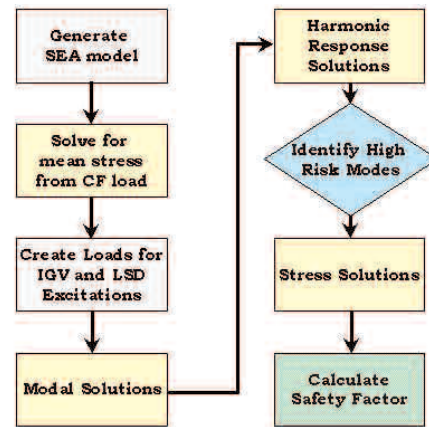 Generate
SEA model
Solve for
mean stress
from CF load
Create Loads for
IGV and LSD
Excitations
Modal Solutions
Harmonic
Response
Solutions
Identify High
Risk Modes
Stress Solutions
Calculate
Safety Factor